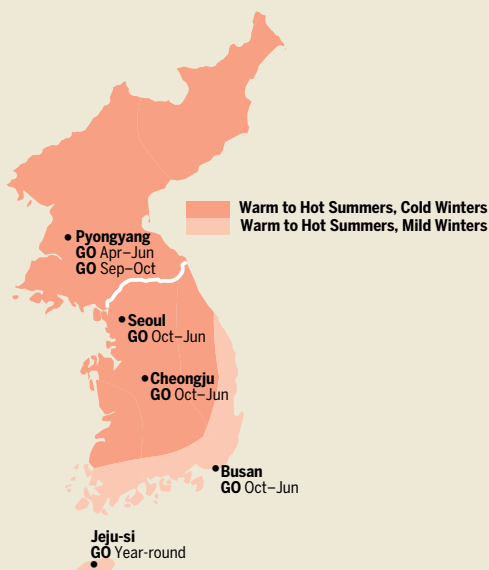 Warm to Hot Summers, Cold Winters
Warm to Hot Summers, Mild Winters
Pyongyang
GO Apr–Jun
GO Sep–Oct
Seoul
GO Oct–Jun
Cheongju
GO Oct–Jun
Busan
GO Oct–Jun
Jeju-si
GO Year-round